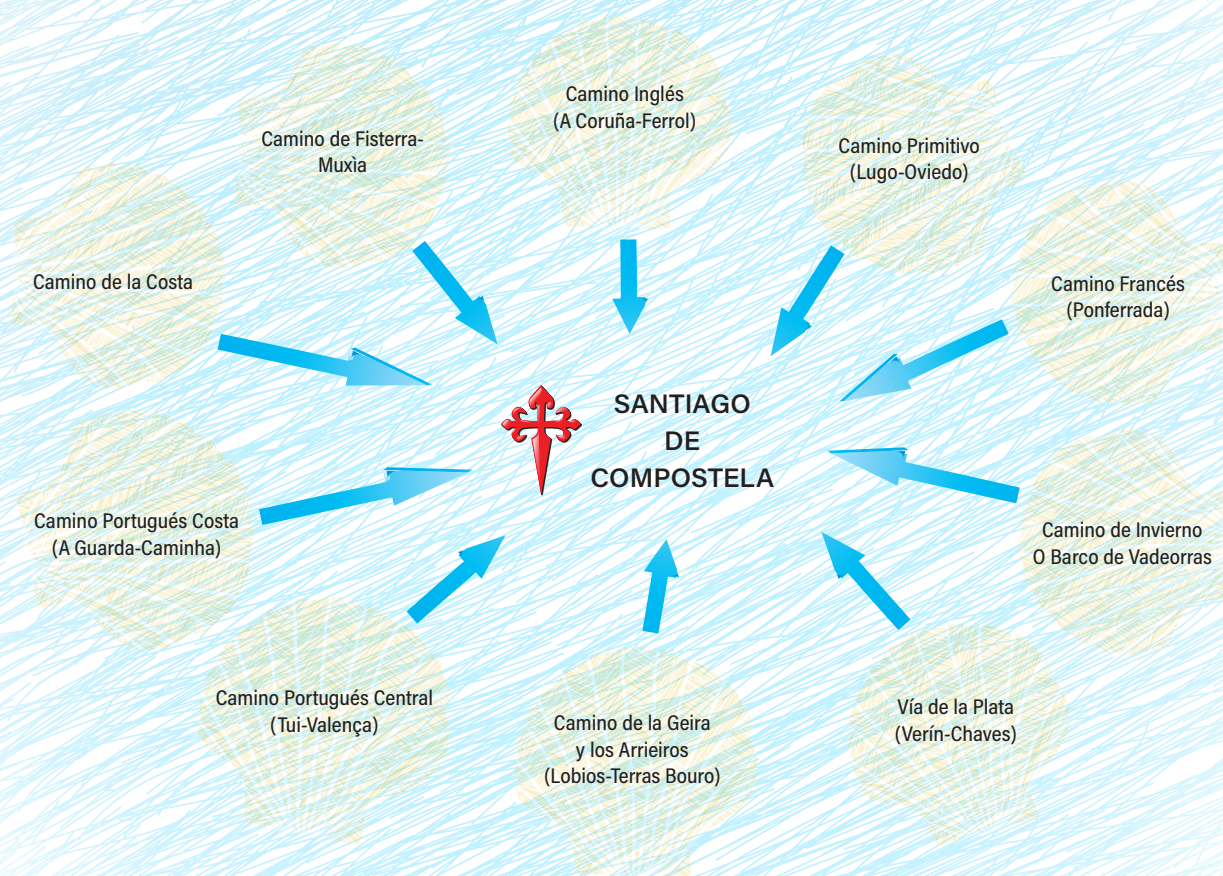 Camino Inglés
(A Coruña-Ferrol)
Camino de Fisterra-
Muxìa
Camino Primitivo
(Lugo-Oviedo)
Camino de la Costa
Camino Francés
(Ponferrada)
SANTIAGO
DE
COMPOSTELA
Camino Portugués Costa
(A Guarda-Caminha)
Camino de Invierno
O Barco de Vadeorras
Camino Portugués Central
(Tui-Valença)
Camino de la Geira
y los Arrieiros
(Lobios-Terras Bouro)
Vía de la Plata
(Verín-Chaves)